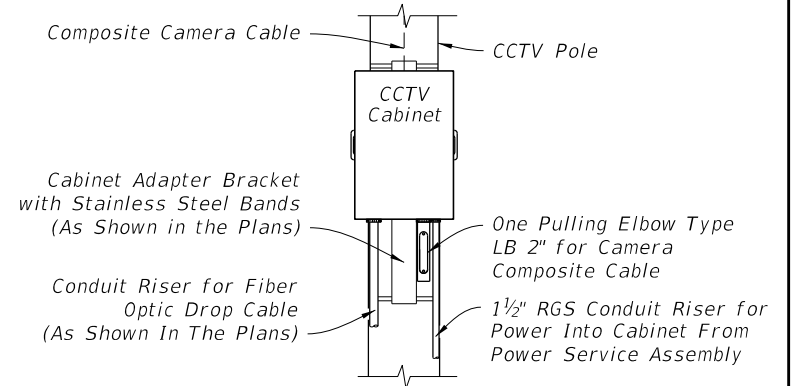 Composite Camera Cable
CCTV Pole
CCTV
Cabinet
Cabinet Adapter Bracket
with Stainless Steel Bands
(As Shown in the Plans)
One Pulling Elbow Type
LB 2" for Camera
Composite Cable
Conduit Riser for Fiber
Optic Drop Cable
(As Shown In The Plans)
1½" RGS Conduit Riser for
Power Into Cabinet From
Power Service Assembly